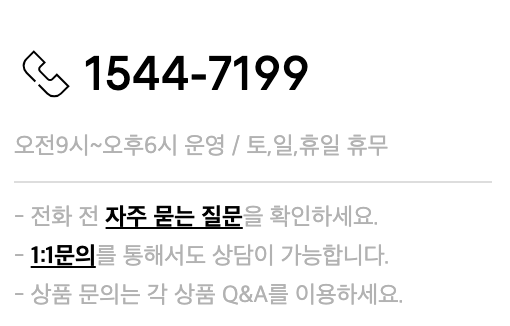 1544-7199
오전9시~오후6시 운영 / 토,일,휴일 휴무
- 전화 전 자주 묻는 질문을 확인하세요.
- 1:1문의를 통해서도 상담이 가능합니다.
- 상품 문의는 각 상품 Q&A를 이용하세요.